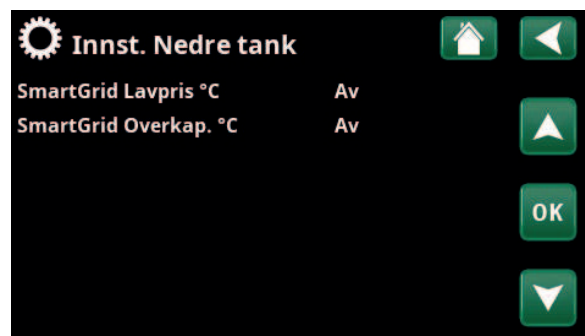 Innst. Nedre tank
SmartGrid Lavpris °C Av
SmartGrid Overkap. °C Av
OK